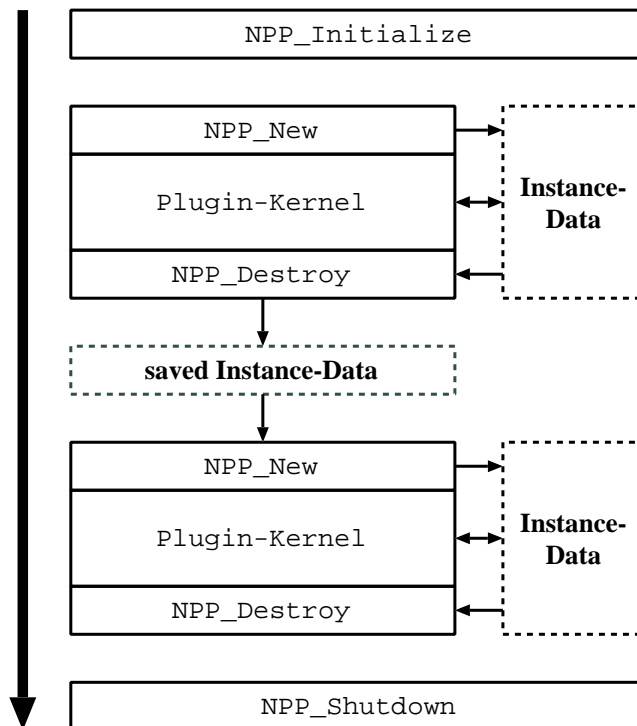 NPP_Initialize
NPP_New
Plugin-Kernel
Instance-
Data
NPP_Destroy
saved Instance-Data
NPP_New
Plugin-Kernel
Instance-
Data
NPP_Destroy
NPP_Shutdown